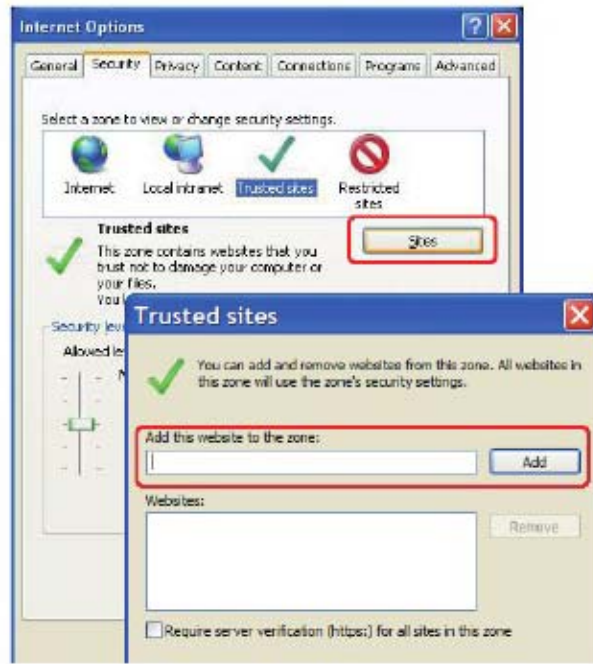 Internet Options
General Security Privacy Content Connections Programs Advanced
Select a zone to view or change security settings.
Internet
Local intranet
Trusted sites
Restricted
sites
Trusted sites
This zone contains websites that you
trust not to damage your computer or
your files.
Sites
Trusted sites
You can add and remove websites from this zone. All websites in
this zone will use the zone's security settings.
Add this website to the zone:
Add
Websites:
Remove
Require server verification (https:) for all sites in this zone